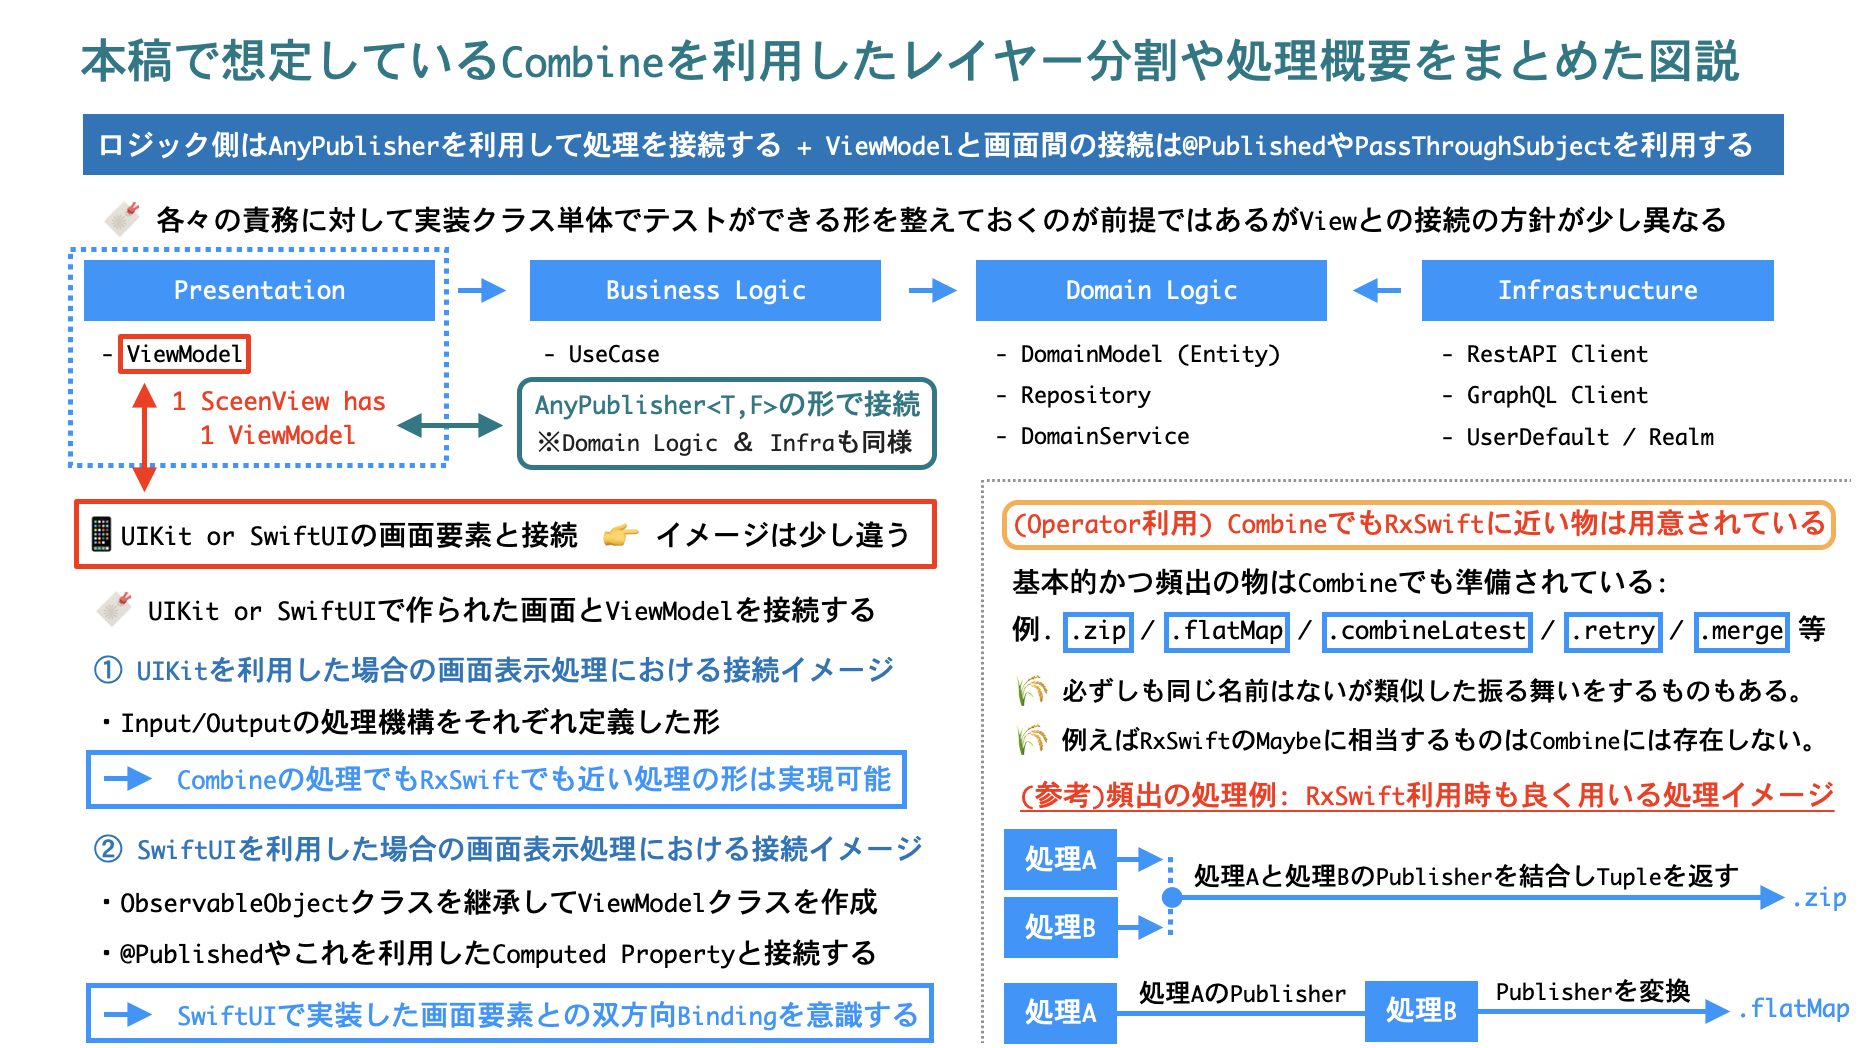 本稿で想定しているCombineを利用したレイヤー分割や処理概要をまとめた図説
ロジック側はAnyPublisherを利用して処理を接続する + ViewModelと画面間の接続は@PublishedやPassThroughSubjectを利用する
各々の責務に対して実装クラス単体でテストができる形を整えておくのが前提ではあるがViewとの接続の方針が少し異なる
Presentation
- ViewModel
1 SceenView has
1 ViewModel
Business Logic
- UseCase
AnyPublisher<T,F>の形で接続
※Domain Logic & Infraも同様
Domain Logic
- DomainModel (Entity)
- Repository
- DomainService
Infrastructure
- RestAPI Client
- GraphQL Client
- UserDefault / Realm
UIKit or SwiftUIの画面要素と接続 👉 イメージは少し違う
UIKit or SwiftUIで作られた画面とViewModelを接続する
① UIKitを利用した場合の画面表示処理における接続イメージ
・Input/Outputの処理機構をそれぞれ定義した形
Combineの処理でもRxSwiftでも近い処理の形は実現可能
② SwiftUIを利用した場合の画面表示処理における接続イメージ
・ObservableObjectクラスを継承してViewModelクラスを作成
・@Publishedやこれを利用したComputed Propertyと接続する
SwiftUIで実装した画面要素との双方向Bindingを意識する
(Operator利用) CombineでもRxSwiftに近い物は用意されている
基本的かつ頻出の物はCombineでも準備されている:
例. .zip / .flatMap / .combineLatest / .retry / .merge 等
必ずしも同じ名前はないが類似した振る舞いをするものもある。
例えばRxSwiftのMaybeに相当するものはCombineには存在しない。
(参考)頻出の処理例: RxSwift利用時も良く用いる処理イメージ
処理A
処理B
処理Aと処理BのPublisherを結合しTupleを返す
.zip
処理A
処理AのPublisher
処理B
Publisherを変換
.flatMap